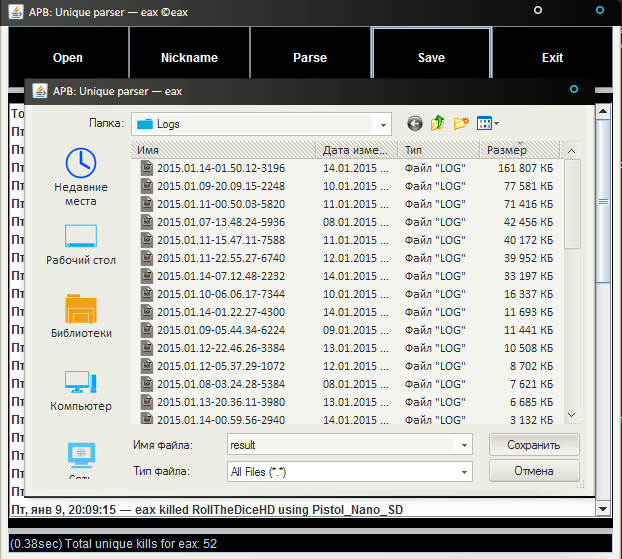 APB: Unique parser — eax ©eax
Open Nickname Parse Save Exit
APB: Unique parser — eax
Папка: Logs
Имя Дата изме... Тип Размер
2015.01.14-01.50.12-3196 14.01.2015 ... Файл "LOG" 161 807 КБ
2015.01.09-20.09.15-2248 10.01.2015 ... Файл "LOG" 77 581 КБ
2015.01.11-00.50.03-5820 11.01.2015 ... Файл "LOG" 71 416 КБ
2015.01.07-13.48.24-5936 08.01.2015 ... Файл "LOG" 42 456 КБ
2015.01.11-15.47.11-7588 11.01.2015 ... Файл "LOG" 40 172 КБ
2015.01.11-22.55.27-6740 12.01.2015 ... Файл "LOG" 39 952 КБ
2015.01.14-07.12.48-2232 14.01.2015 ... Файл "LOG" 33 197 КБ
2015.01.10-06.06.17-7344 10.01.2015 ... Файл "LOG" 16 337 КБ
2015.01.14-01.22.27-4300 14.01.2015 ... Файл "LOG" 11 693 КБ
2015.01.09-05.44.34-6224 09.01.2015 ... Файл "LOG" 11 441 КБ
2015.01.12-22.46.26-3384 13.01.2015 ... Файл "LOG" 10 508 КБ
2015.01.12-05.37.29-1072 12.01.2015 ... Файл "LOG" 8 702 КБ
2015.01.08-03.24.28-5384 08.01.2015 ... Файл "LOG" 7 621 КБ
2015.01.13-20.36.11-3980 13.01.2015 ... Файл "LOG" 6 685 КБ
2015.01.14-00.59.56-2940 14.01.2015 ... Файл "LOG" 3 132 КБ
Недавние
места
Рабочий стол
Библиотеки
Компьютер
Сеть
Имя файла: result Сохранить
Тип файла: All Files (*.*) Отмена
Пт, янв 9, 20:09:15 — eax killed RollTheDiceHD using Pistol_Nano_SD
(0.38sec) Total unique kills for eax: 52